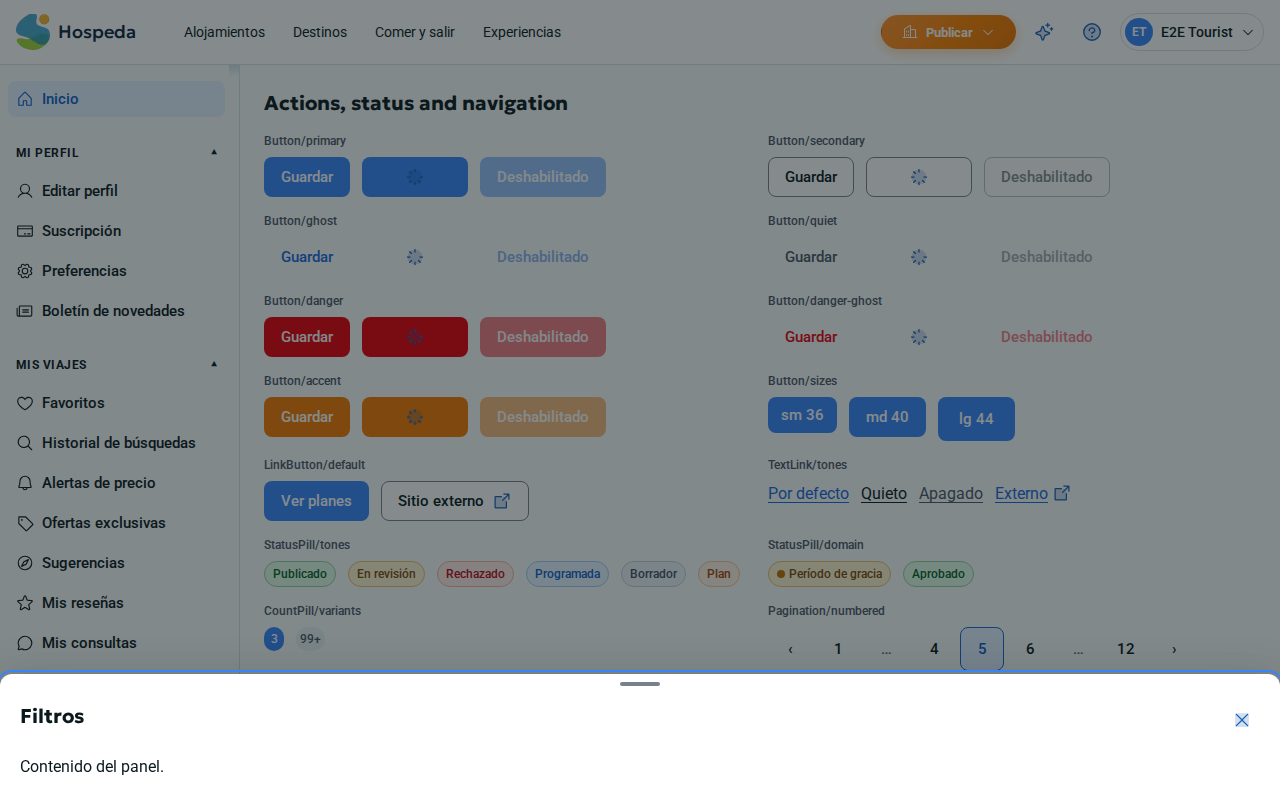 Hospeda
Alojamientos
Destinos
Comer y salir
Experiencias
Publicar
ET
E2E Tourist
Inicio
MI PERFIL
Editar perfil
Suscripción
Preferencias
Boletín de novedades
MIS VIAJES
Favoritos
Historial de búsquedas
Alertas de precio
Ofertas exclusivas
Sugerencias
Mis reseñas
Mis consultas
Actions, status and navigation
Button/primary
Guardar
Deshabilitado
Button/secondary
Guardar
Deshabilitado
Button/ghost
Guardar
Deshabilitado
Button/quiet
Guardar
Deshabilitado
Button/danger
Guardar
Deshabilitado
Button/danger-ghost
Guardar
Deshabilitado
Button/accent
Guardar
Deshabilitado
Button/sizes
sm 36
md 40
lg 44
LinkButton/default
Ver planes
Sitio externo
TextLink/tones
Por defecto
Quieto
Apagado
Externo
StatusPill/tones
Publicado
En revisión
Rechazado
Programada
Borrador
Plan
StatusPill/domain
Período de gracia
Aprobado
CountPill/variants
3
99+
Pagination/numbered
‹ 1 … 4 5 6 … 12 ›
Filtros
Contenido del panel.